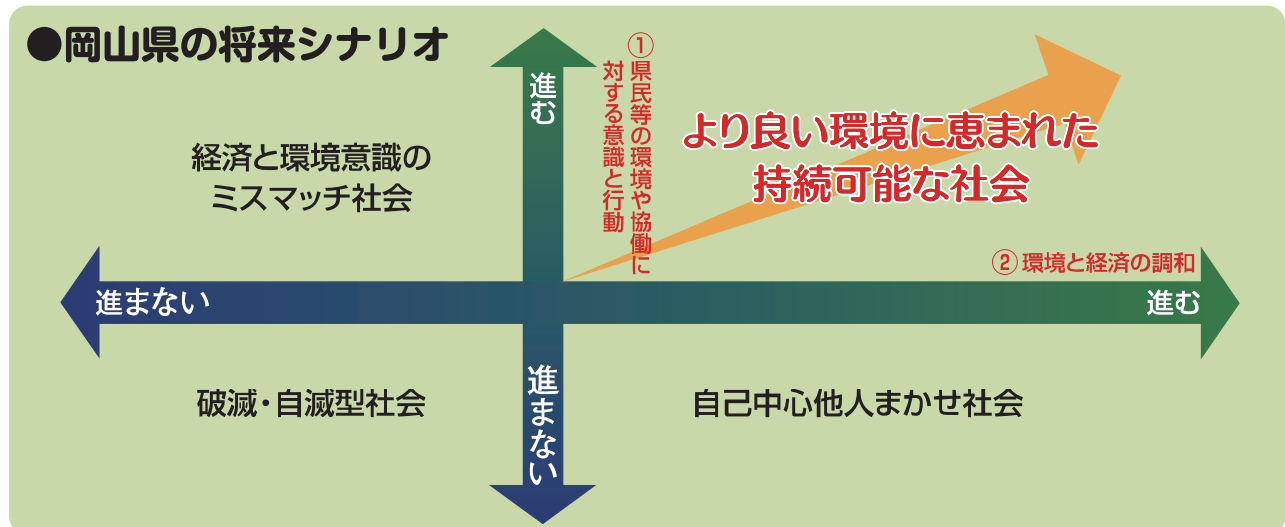 ●岡山県の将来シナリオ
進む
①県民等の環境や協働に
対する意識と行動
より良い環境に恵まれた
持続可能な社会
経済と環境意識の
ミスマッチ社会
②環境と経済の調和
進まない
進む
破滅・自滅型社会
進まない
自己中心他人まかせ社会